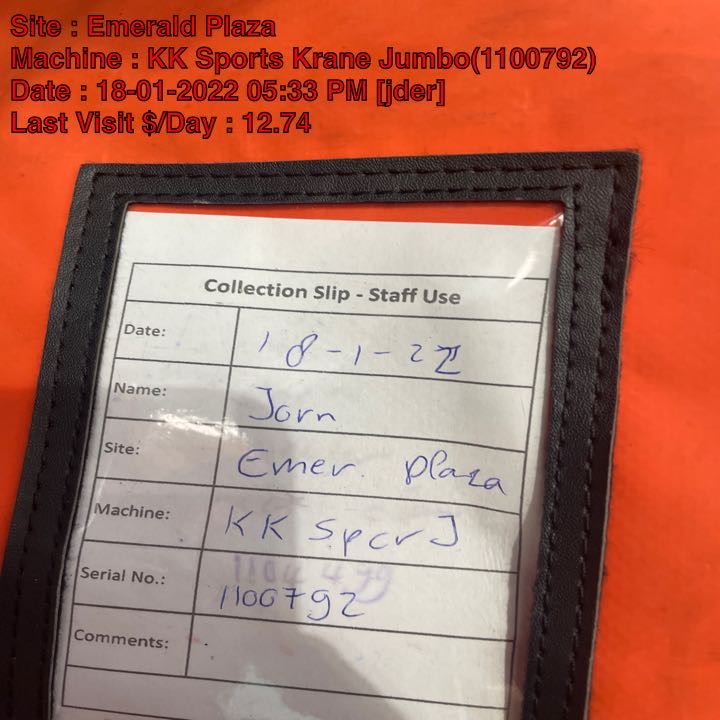 Site : Emerald Plaza
Machine : KK Sports Krane Jumbo(1100792)
Date : 18-01-2022 05:33 PM [jder]
Last Visit $/Day : 12.74
Collection Slip - Staff Use
Date: 18-1-22
Name: Jorn
Site: Emer. Plaza
Machine: KK Spcr J
Serial No.: 1100792
Comments: